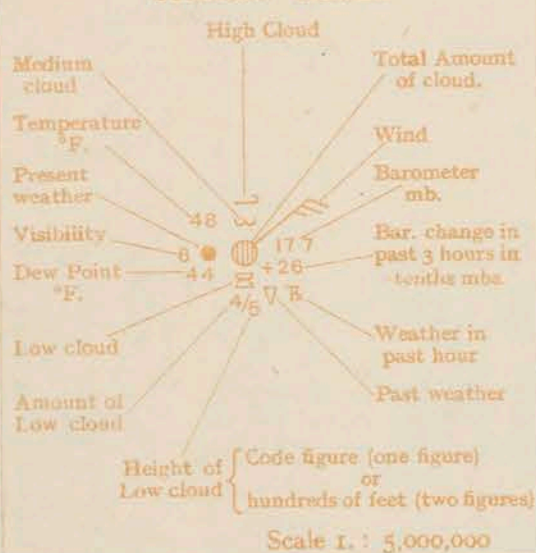 High Cloud
Medium
cloud
Total Amount
of cloud.
Temperature
°F.
Wind
Present
weather
Barometer
mb.
48
Visibility
6
17 7
Bar. change in
past 3 hours in
tenths mbs.
Dew Point
°F.
44
+26
4/5
Low cloud
Weather in
past hour
Amount of
Low cloud
Past weather
Height of
Low cloud
Code figure (one figure)
or
hundreds of feet (two figures)
Scale 1. : 5,000,000